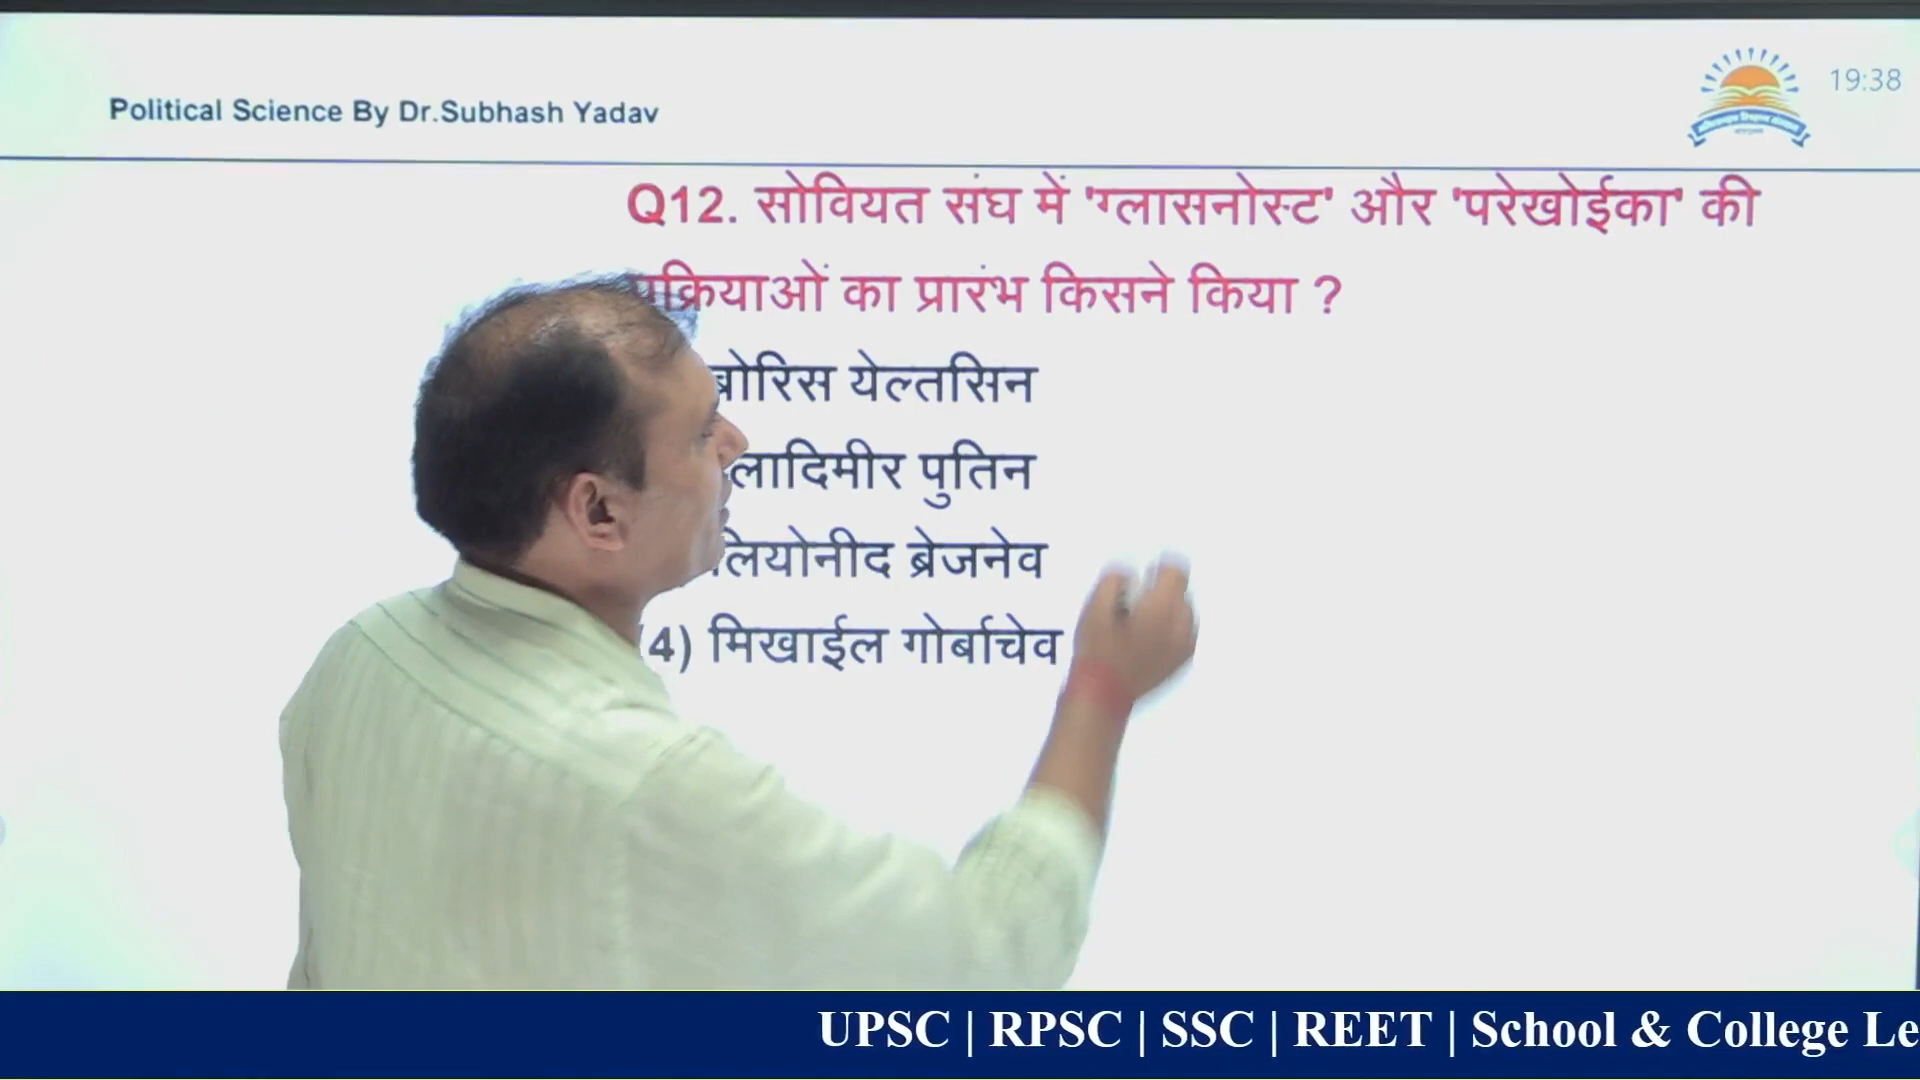 19:38
Political Science By Dr.Subhash Yadav
Q12. सोवियत संघ में 'ग्लासनोस्ट' और 'परेखोईका' की
का प्रारंभ किसने किया ?
बोरिस येल्तसिन
पुतिन
लियोनीद ब्रेजनेव
(4) मिखाईल गोर्बाचेव
UPSC | RPSC | SSC | REET | School & College Le